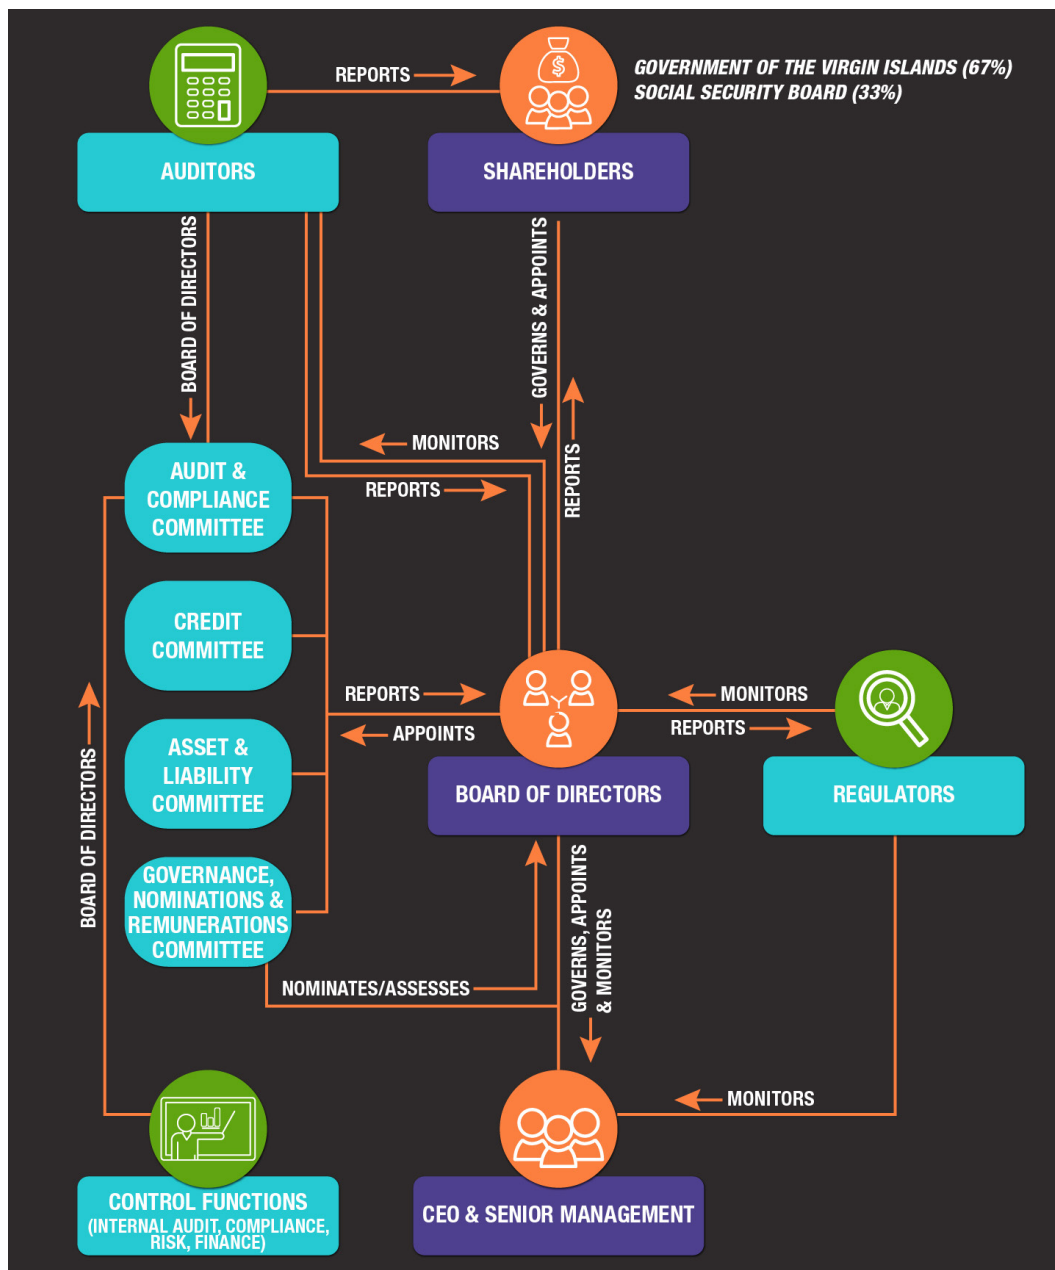 REPORTS
GOVERNMENT OF THE VIRGIN ISLANDS (67%)
SOCIAL SECURITY BOARD (33%)
$
AUDITORS
SHAREHOLDERS
BOARD OF DIRECTORS
GOVERNS & APPOINTS
REPORTS
MONITORS
REPORTS
AUDIT &
COMPLIANCE
COMMITTEE
CREDIT
COMMITTEE
ASSET &
LIABILITY
COMMITTEE
GOVERNANCE,
NOMINATIONS &
REMUNERATIONS
COMMITTEE
BOARD OF DIRECTORS
REPORTS
APPOINTS
MONITORS
REPORTS
BOARD OF DIRECTORS
REGULATORS
NOMINATES/ASSESSES
GOVERNS, APPOINTS
& MONITORS
MONITORS
CONTROL FUNCTIONS
(INTERNAL AUDIT, COMPLIANCE,
RISK, FINANCE)
CEO & SENIOR MANAGEMENT